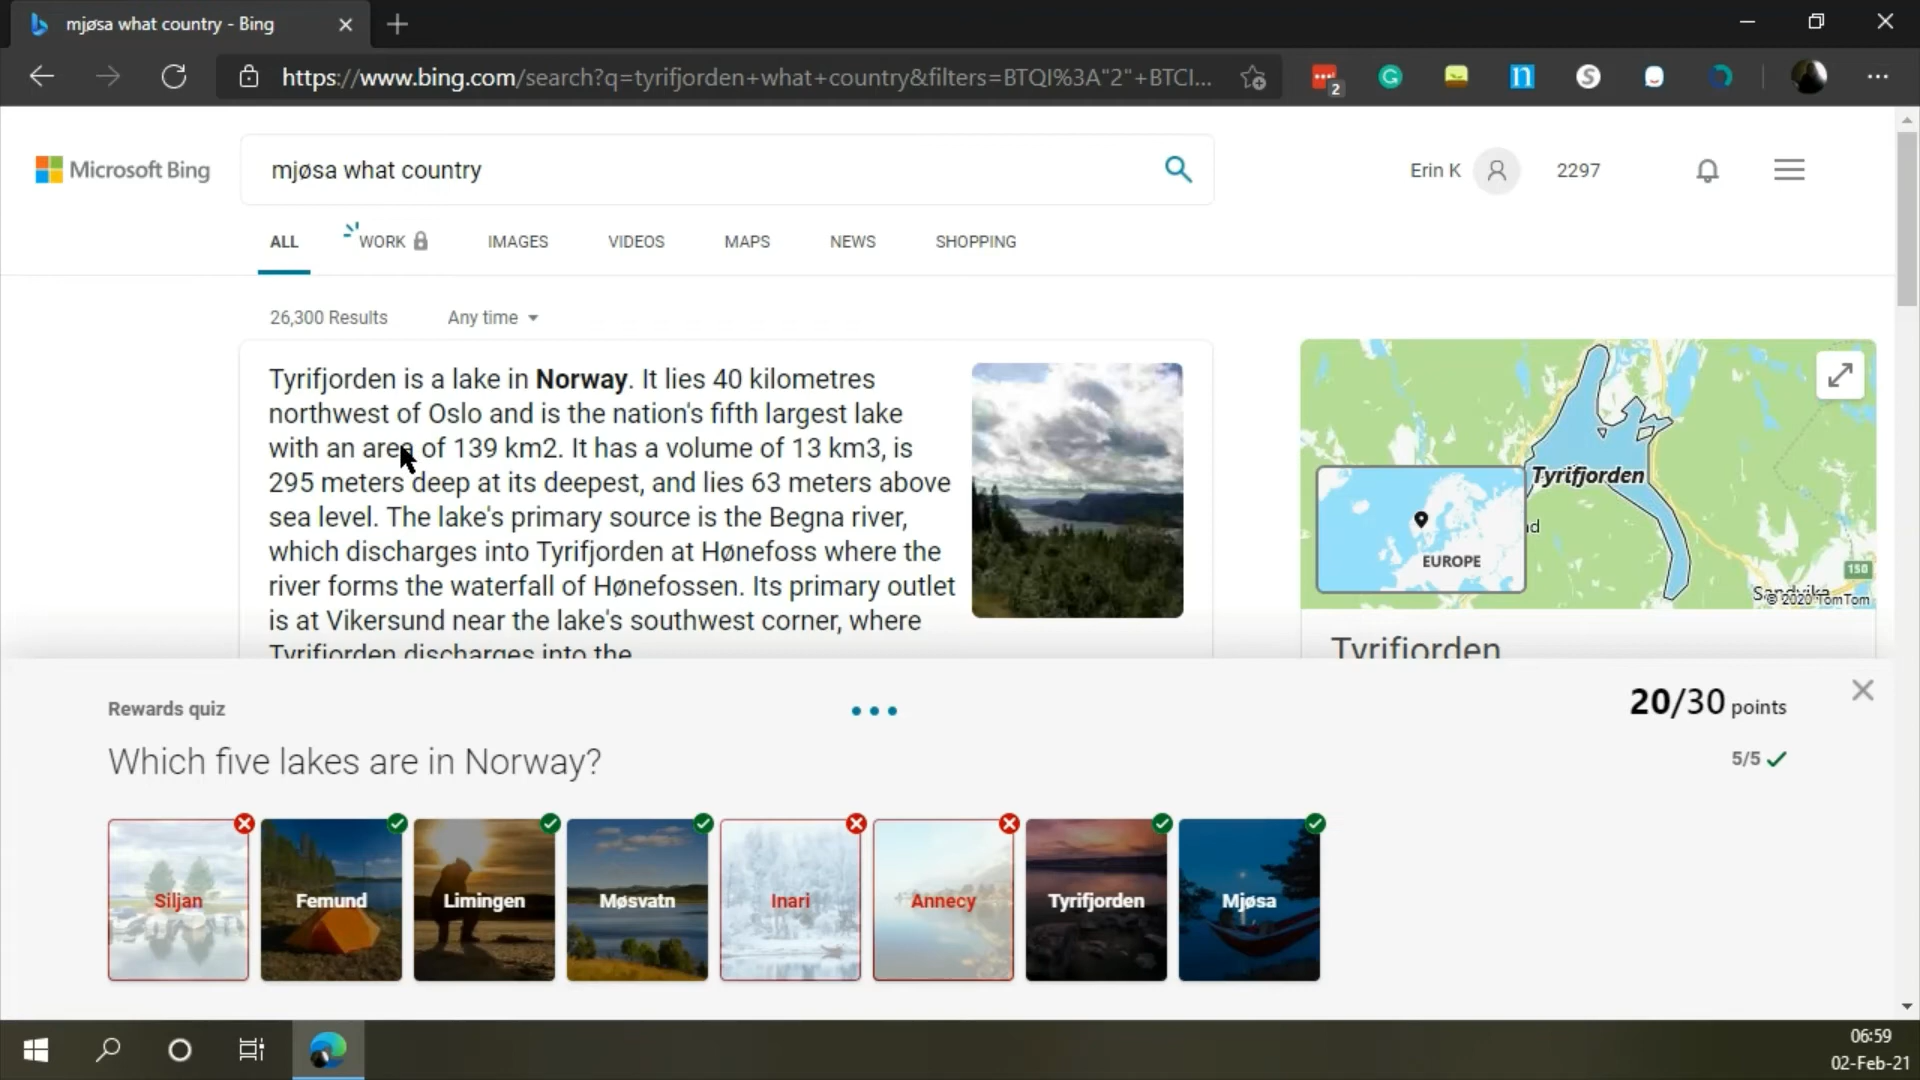 mjøsa what country - Bing
https://www.bing.com/search?q=tyrifjorden+what+country&filters=BTQI%3A"2"+BTCI...
2
Microsoft Bing
mjøsa what country
Erin K
2297
ALL
WORK
IMAGES
VIDEOS
MAPS
NEWS
SHOPPING
26,300 Results
Any time
Tyrifjorden is a lake in Norway. It lies 40 kilometres
northwest of Oslo and is the nation's fifth largest lake
with an area of 139 km2. It has a volume of 13 km3, is
295 meters deep at its deepest, and lies 63 meters above
sea level. The lake's primary source is the Begna river,
which discharges into Tyrifjorden at Hønefoss where the
river forms the waterfall of Hønefossen. Its primary outlet
is at Vikersund near the lake's southwest corner, where
Tyrifjorden discharges into the
Tyrifjorden
EUROPE
150
© 2020 TomTom
Tyrifjorden
Rewards quiz
20/30 points
Which five lakes are in Norway?
5/5
Siljan
Femund
Limingen
Møsvatn
Inari
Annecy
Tyrifjorden
Mjøsa
06:59
02-Feb-21